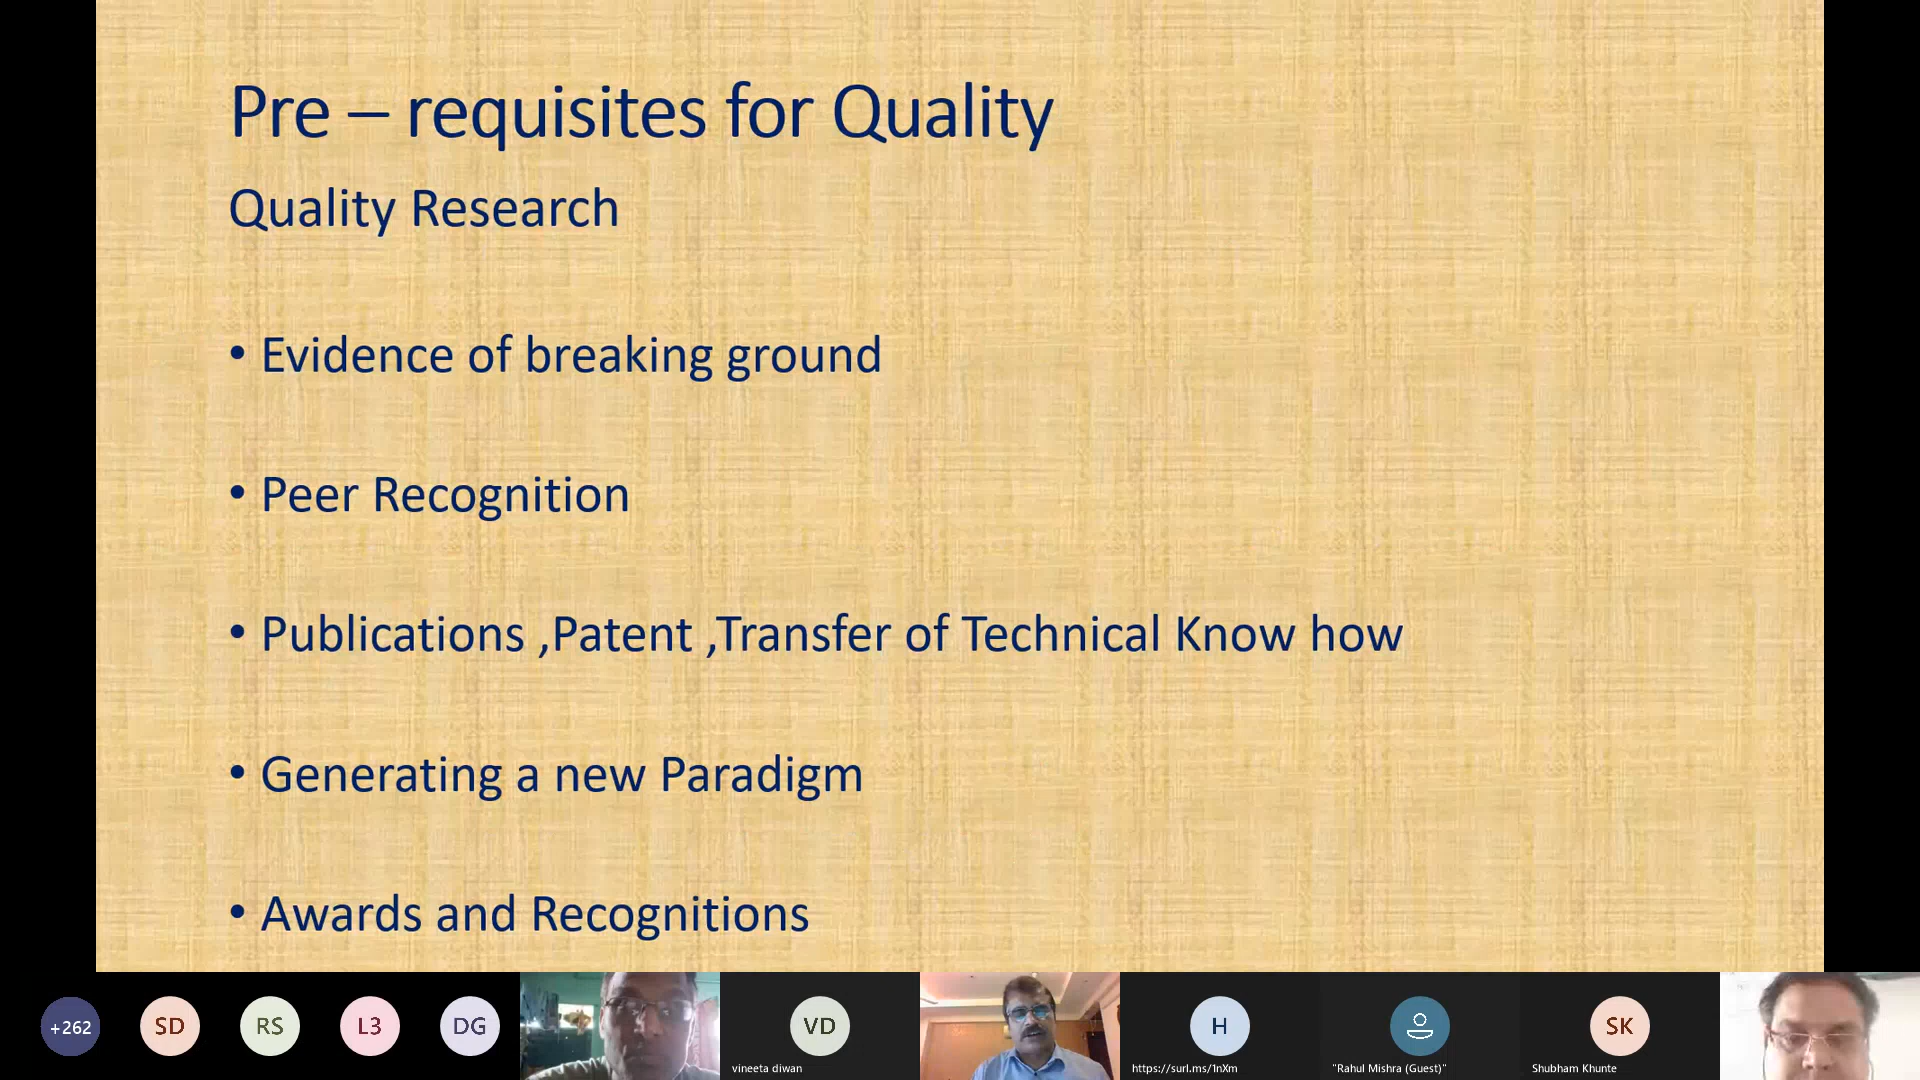 Pre – requisites for Quality
Quality Research
• Evidence of breaking ground
• Peer Recognition
• Publications ,Patent ,Transfer of Technical Know how
• Generating a new Paradigm
• Awards and Recognitions
+262
SD
RS
L3
DG
VD
vineeta diwan
H
https://surl.ms/1nXm
"Rahul Mishra (Guest)"
SK
Shubham Khunte